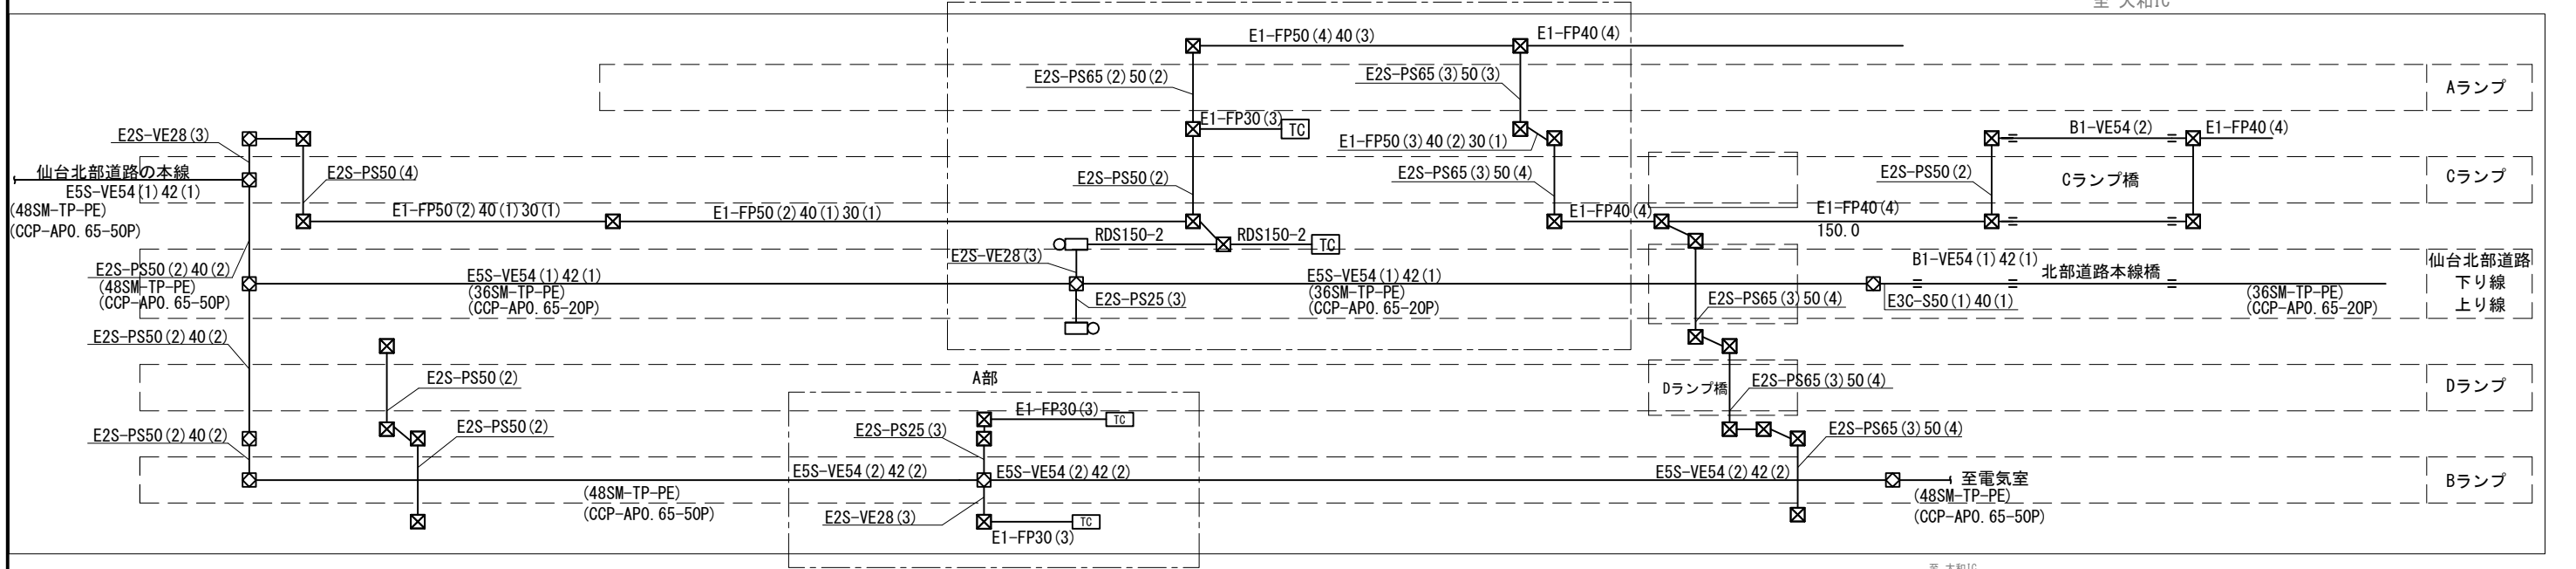 至 大和IC
E1-FP50(4)40(3)
E1-FP40(4)
E2S-PS65(2)50(2)
E2S-PS65(3)50(3)
Aランプ
E1-FP30(3)
TC
E2S-VE28(3)
E1-FP50(3)40(2)30(1)
B1-VE54(2)
E1-FP40(4)
仙台北部道路の本線
E5S-VE54(1)42(1)
(48SM-TP-PE)
(CCP-AP0.65-50P)
E2S-PS50(4)
E2S-PS50(2)
E2S-PS65(3)50(4)
E2S-PS50(2)
Cランプ橋
Cランプ
E1-FP50(2)40(1)30(1)
E1-FP50(2)40(1)30(1)
E1-FP40(4)
E1-FP40(4)
150.0
RDS150-2
RDS150-2
TC
E2S-VE28(3)
E2S-PS50(2)40(2)
(48SM-TP-PE)
(CCP-AP0.65-50P)
E5S-VE54(1)42(1)
(36SM-TP-PE)
(CCP-AP0.65-20P)
E2S-PS25(3)
E5S-VE54(1)42(1)
(36SM-TP-PE)
(CCP-AP0.65-20P)
E2S-PS65(3)50(4)
B1-VE54(1)42(1)
北部道路本線橋
E3C-S50(1)40(1)
(36SM-TP-PE)
(CCP-AP0.65-20P)
仙台北部道路
下り線
上り線
E2S-PS50(2)40(2)
E2S-PS50(2)
A部
Dランプ橋
E2S-PS65(3)50(4)
Dランプ
E1-FP30(3)
TC
E2S-PS50(2)40(2)
E2S-PS50(2)
E2S-PS25(3)
E2S-PS65(3)50(4)
E5S-VE54(2)42(2)
E5S-VE54(2)42(2)
E5S-VE54(2)42(2)
至電気室
(48SM-TP-PE)
(CCP-AP0.65-50P)
Bランプ
(48SM-TP-PE)
(CCP-AP0.65-50P)
E2S-VE28(3)
TC
E1-FP30(3)
至 大和IC